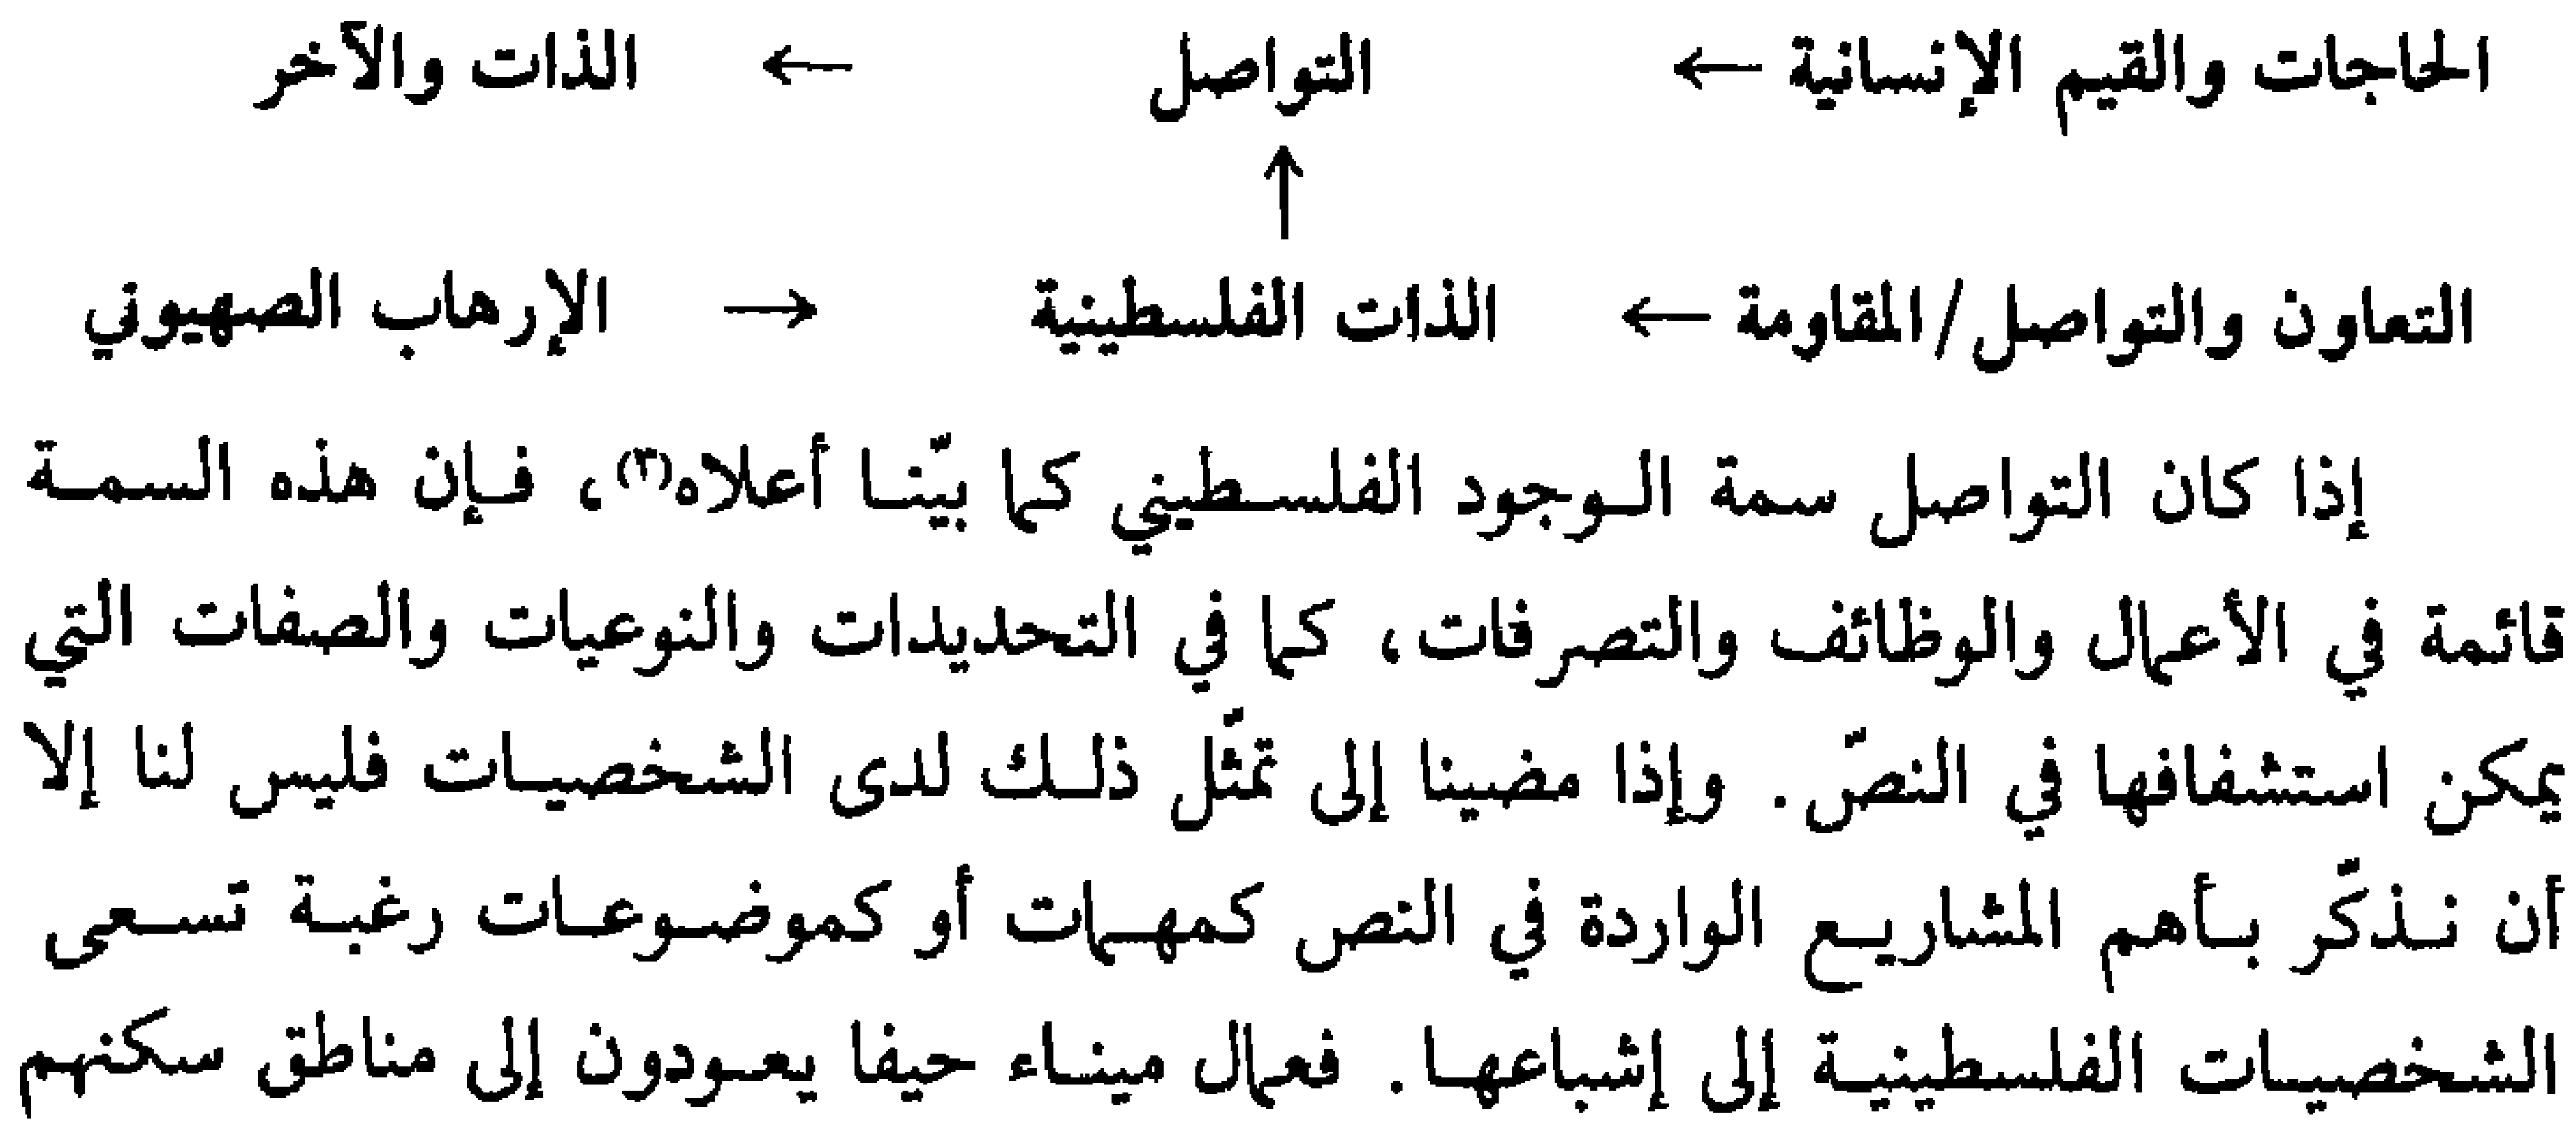 الحاجات والقيم الإنسانية ← التواصل ← الذات والآخر
↑
التعاون والتواصل/المقاومة ← الذات الفلسطينية → الإرهاب الصهيوني
إذا كان التواصل سمة الوجود الفلسطيني كما بيّنا أعلاه(٣)، فإن هذه السمة
قائمة في الأعمال والوظائف والتصرفات، كما في التحديدات والنوعيات والصفات التي
يمكن استشفافها في النصّ. وإذا مضينا إلى تمثّل ذلك لدى الشخصيات فليس لنا إلا
أن نذكّر بأهم المشاريع الواردة في النص كمهمات أو كموضوعات رغبة تسعى
الشخصيات الفلسطينية إلى إشباعها. فعمال ميناء حيفا يعودون إلى مناطق سكنهم